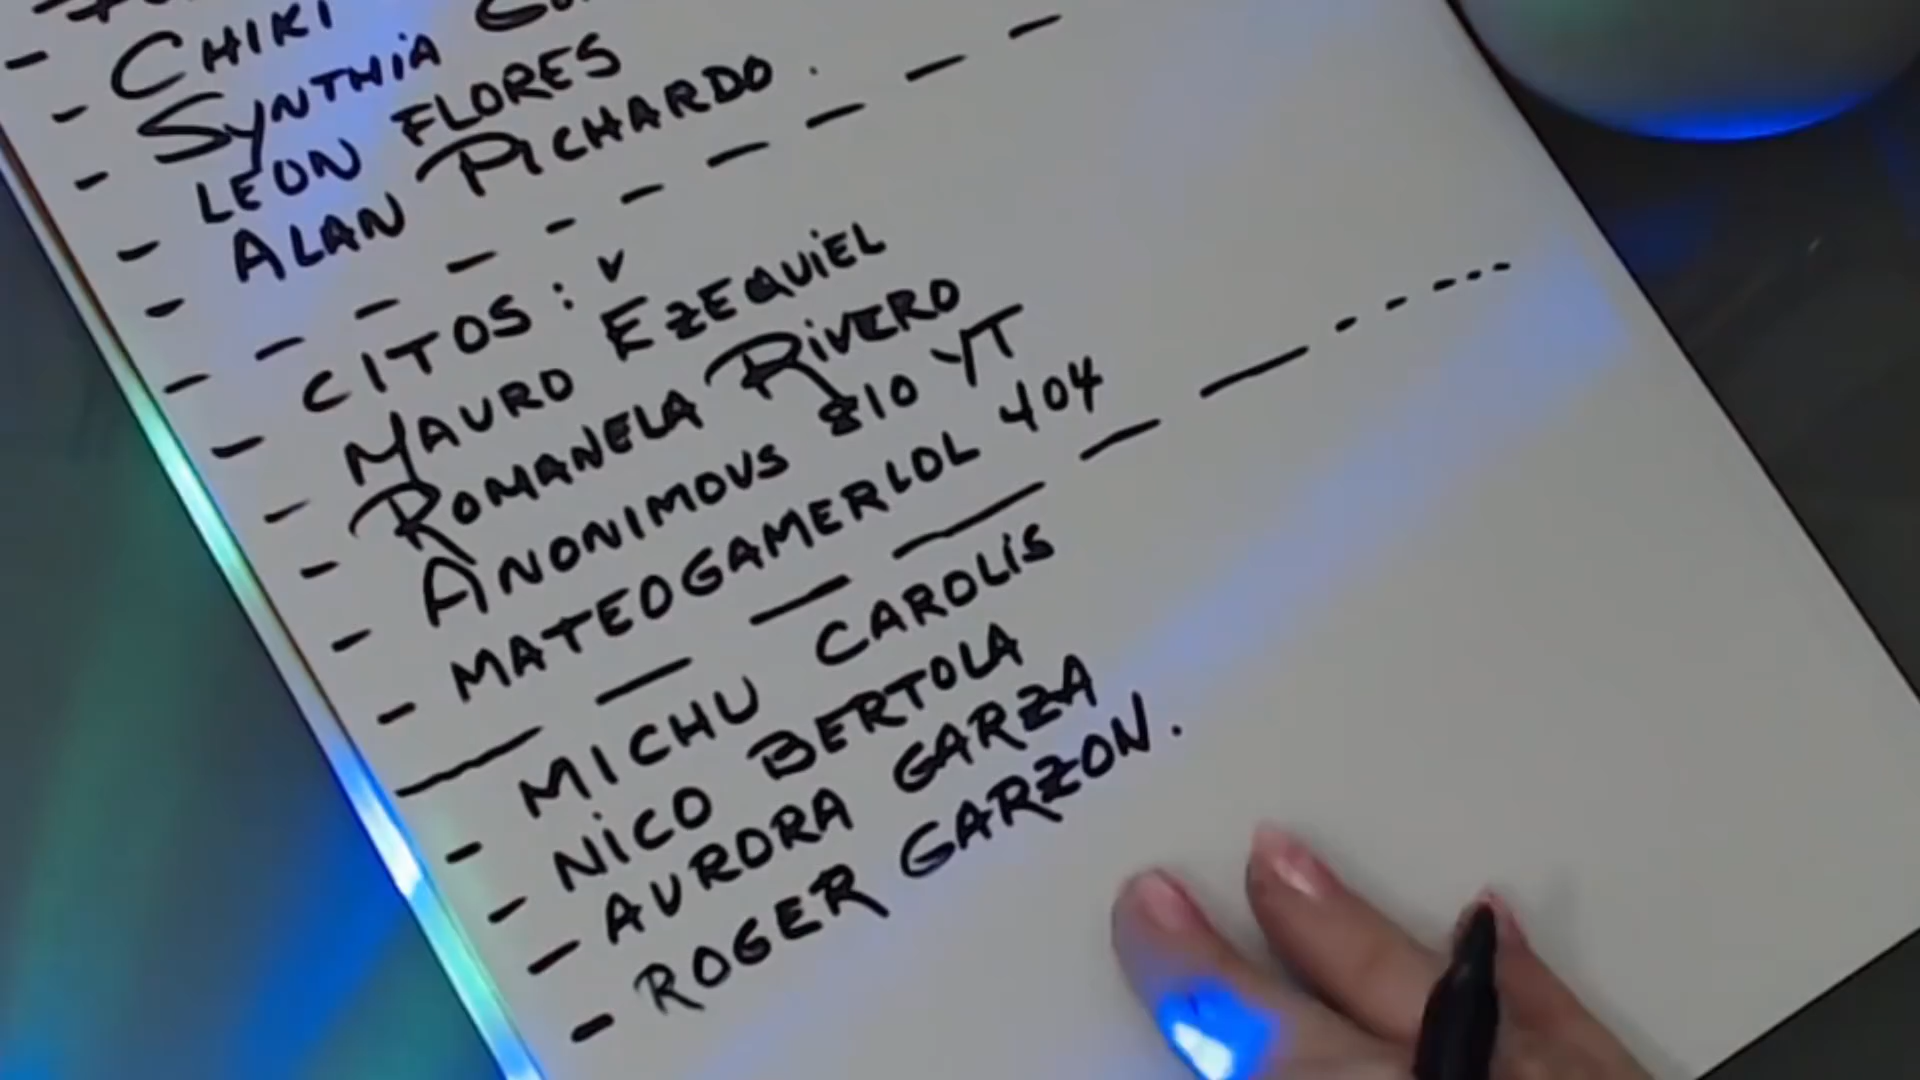 - CHIKI
- SYNTHIA
- LEON FLORES
- ALAN PICHARDO.
- CITOS: v
- MAURO EZEQUIEL
- ROMANELA RIVERO
- ANONIMOUS 810 YT
- MATEOGAMERLOL 404
- MICHU CAROLIS
- NICO BERTOLA
- AURORA GARZA
- ROGER GARZON.